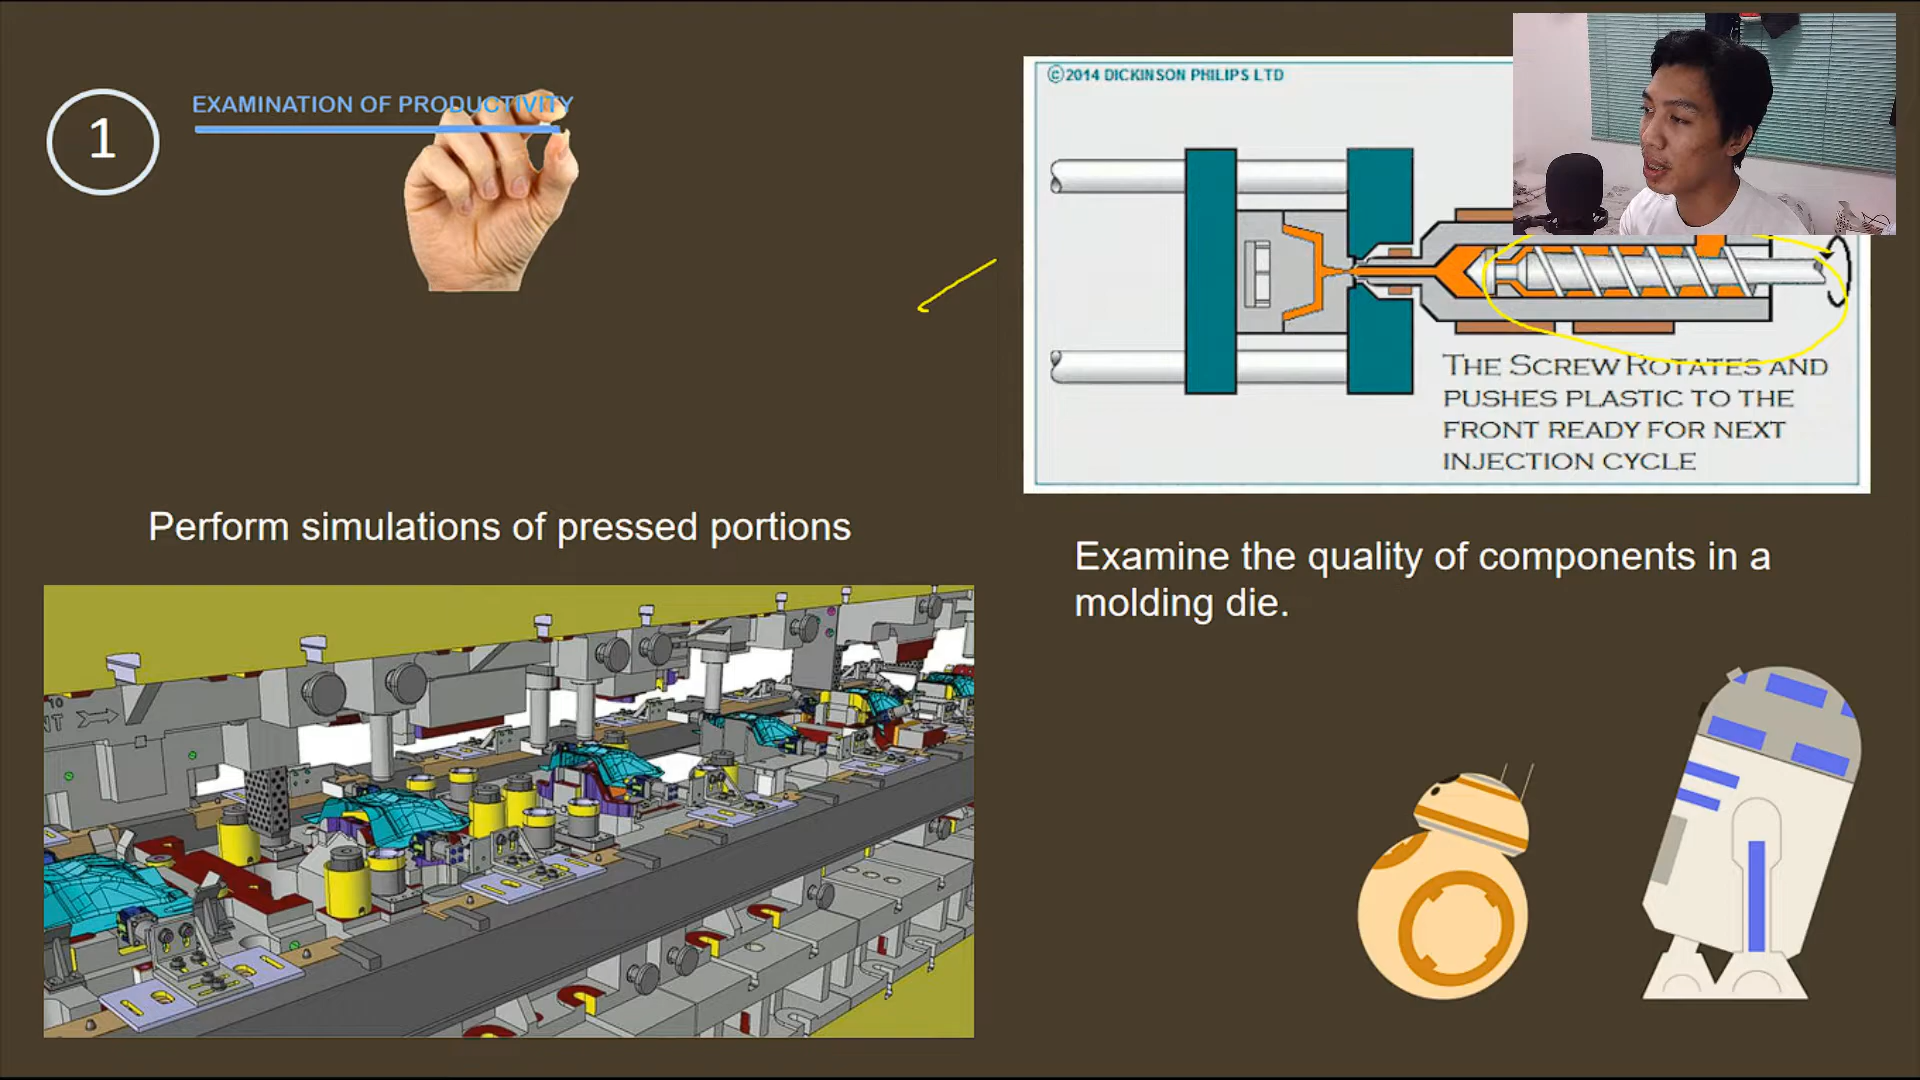 1
EXAMINATION OF PRODUCTIVITY
©2014 DICKINSON PHILIPS LTD
THE SCREW ROTATES AND
PUSHES PLASTIC TO THE
FRONT READY FOR NEXT
INJECTION CYCLE
Perform simulations of pressed portions
Examine the quality of components in a
molding die.